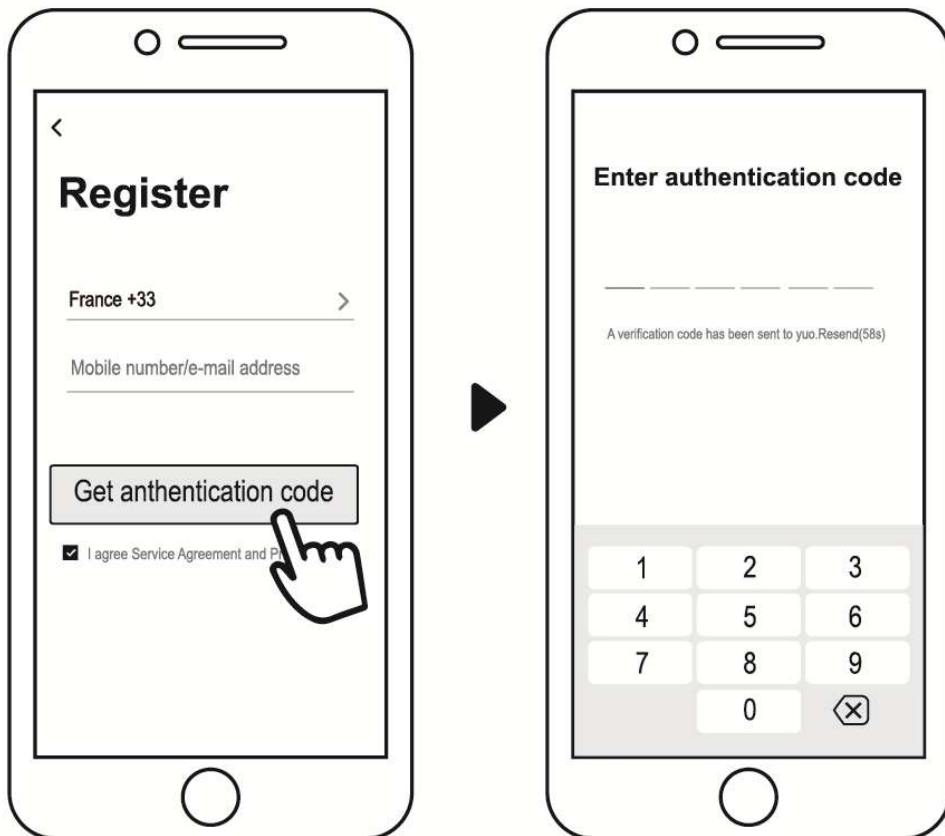 Register
France +33
Mobile number/e-mail address
Get anthentication code
I agree Service Agreement and
Enter authentication code
A verification code has been sent to yuo.Resend(58s)
1 2 3
4 5 6
7 8 9
0